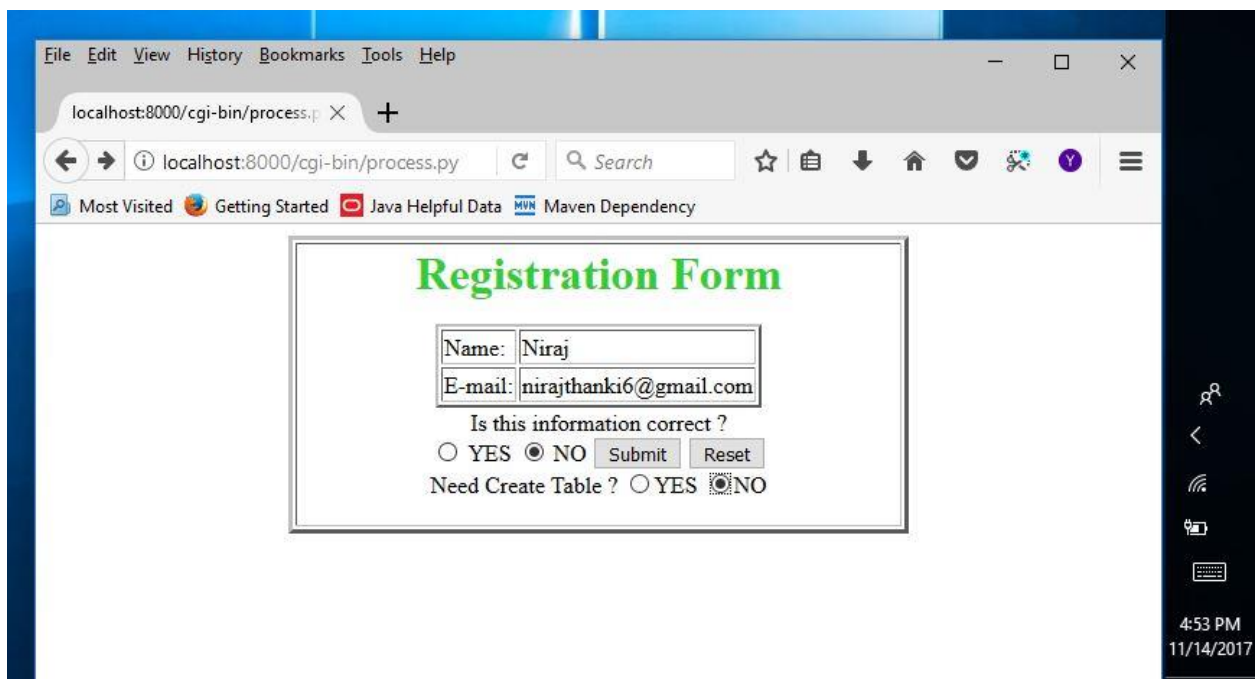 File Edit View History Bookmarks Tools Help
localhost:8000/cgi-bin/process.p
localhost:8000/cgi-bin/process.py Search Y
Most Visited Getting Started Java Helpful Data MVN Maven Dependency
Registration Form
Name: Niraj
E-mail: nirajthanki6@gmail.com
Is this information correct ?
YES NO Submit Reset
Need Create Table ? YES NO
4:53 PM
11/14/2017